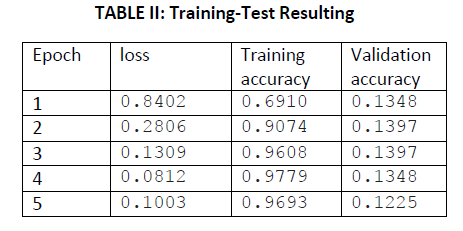 TABLE II: Training-Test Resulting
Epoch loss Training accuracy Validation accuracy
1 0.8402 0.6910 0.1348
2 0.2806 0.9074 0.1397
3 0.1309 0.9608 0.1397
4 0.0812 0.9779 0.1348
5 0.1003 0.9693 0.1225